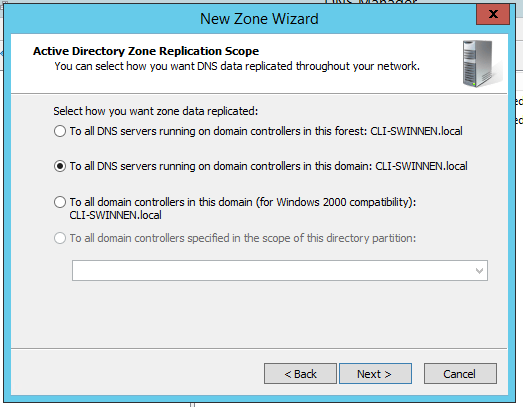 DNS Manager
New Zone Wizard
x
Active Directory Zone Replication Scope
You can select how you want DNS data replicated throughout your network.
Select how you want zone data replicated:
To all DNS servers running on domain controllers in this forest: CLI-SWINNEN.local
To all DNS servers running on domain controllers in this domain: CLI-SWINNEN.local
To all domain controllers in this domain (for Windows 2000 compatibility):
CLI-SWINNEN.local
To all domain controllers specified in the scope of this directory partition:
< Back
Next >
Cancel